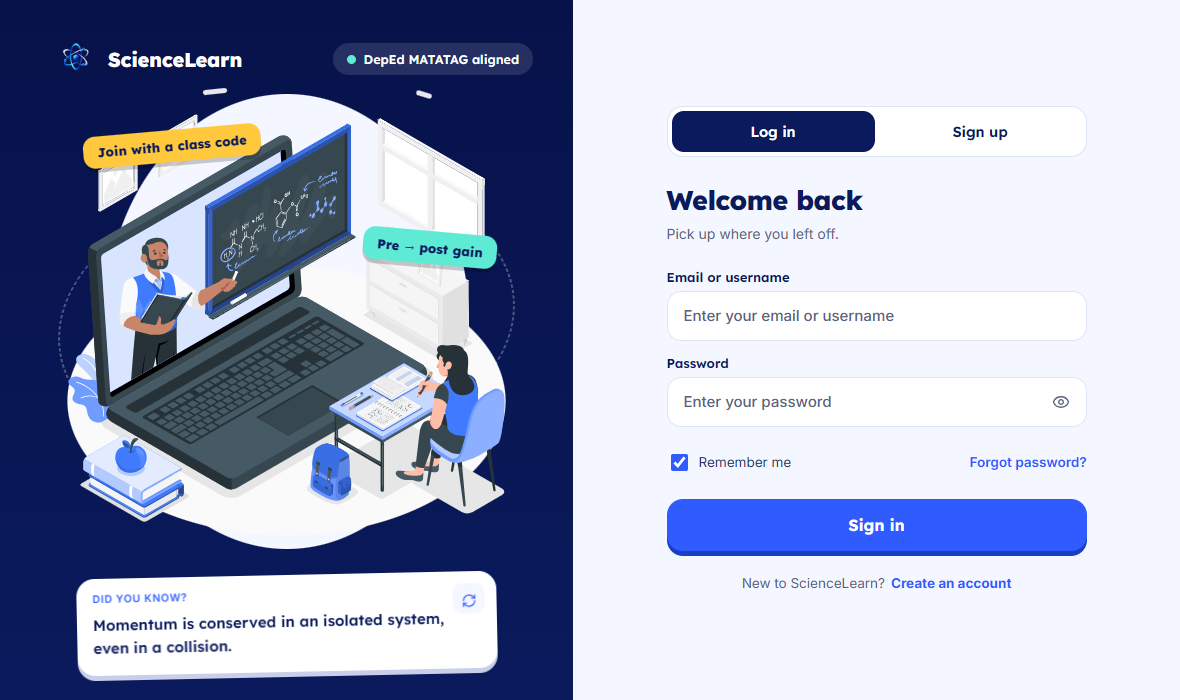 ScienceLearn
DepEd MATATAG aligned
Join with a class code
Pre → post gain
DID YOU KNOW?
Momentum is conserved in an isolated system,
even in a collision.
Log in
Sign up
Welcome back
Pick up where you left off.
Email or username
Enter your email or username
Password
Enter your password
Remember me
Forgot password?
Sign in
New to ScienceLearn? Create an account